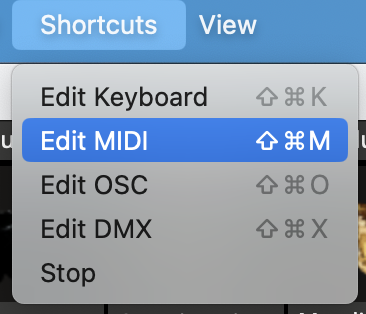 Shortcuts View
Edit Keyboard ⇧⌘K
Edit MIDI ⇧⌘M
Edit OSC ⇧⌘O
Edit DMX ⇧⌘X
Stop